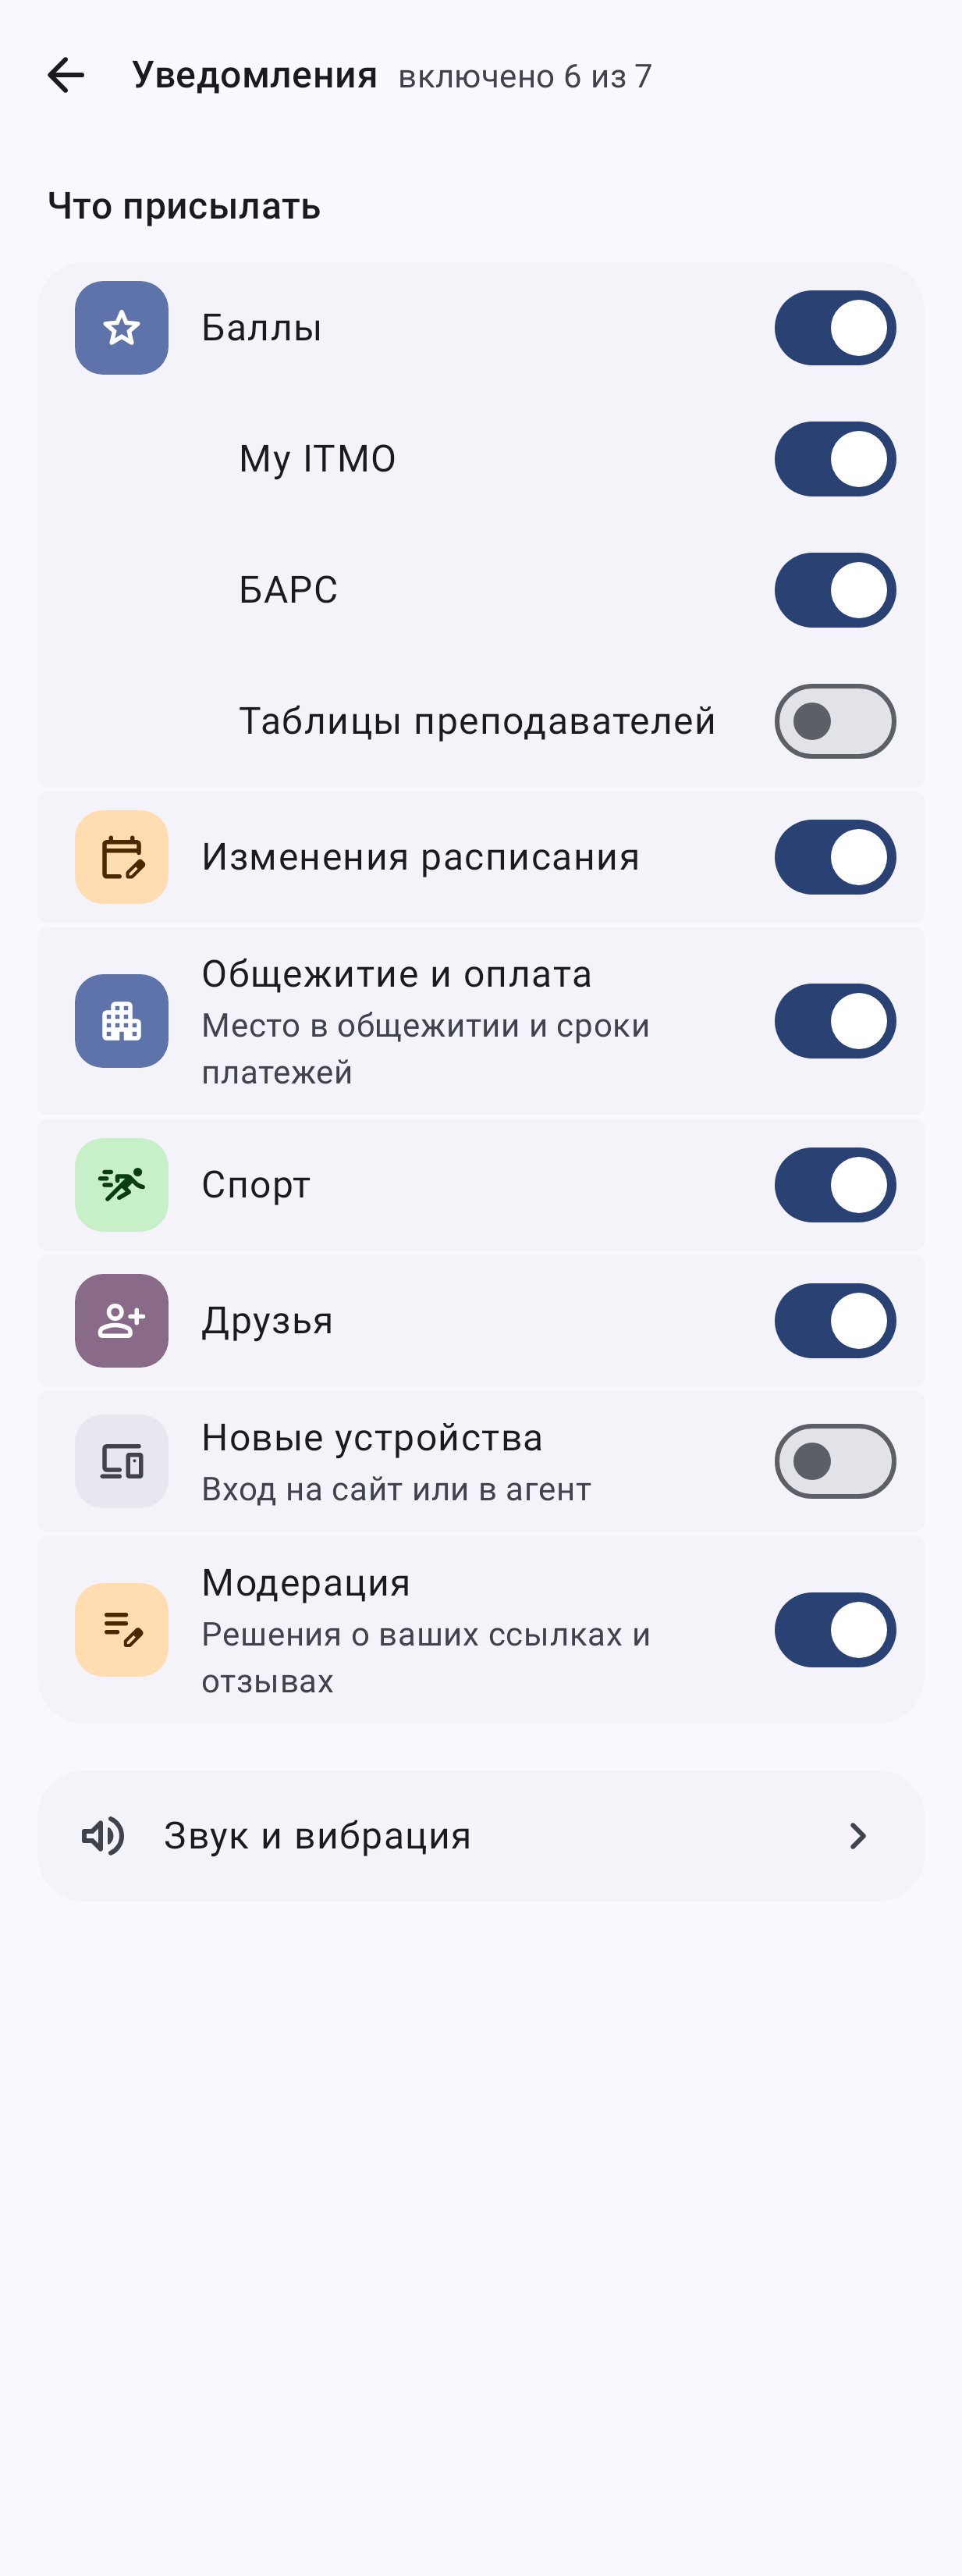 Уведомления включено 6 из 7
Что присылать
Баллы
My ITMO
БАРС
Таблицы преподавателей
Изменения расписания
Общежитие и оплата
Место в общежитии и сроки
платежей
Спорт
Друзья
Новые устройства
Вход на сайт или в агент
Модерация
Решения о ваших ссылках и
отзывах
Звук и вибрация